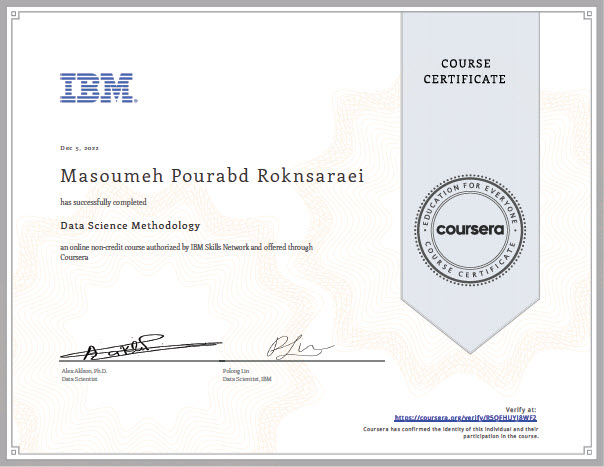 COURSE
CERTIFICATE
IBM
Dec 5, 2022
Masoumeh Pourabd Roknsaraei
has successfully completed
Data Science Methodology
an online non-credit course authorized by IBM Skills Network and offered through
Coursera
EDUCATION FOR EVERYONE
coursera
COURSE CERTIFICATE
Alex Aklson, Ph.D.
Data Scientist
Polong Lin
Data Scientist, IBM
Verify at:
https://coursera.org/verify/R5QFHUYJ8WF2
Coursera has confirmed the identity of this individual and their
participation in the course.